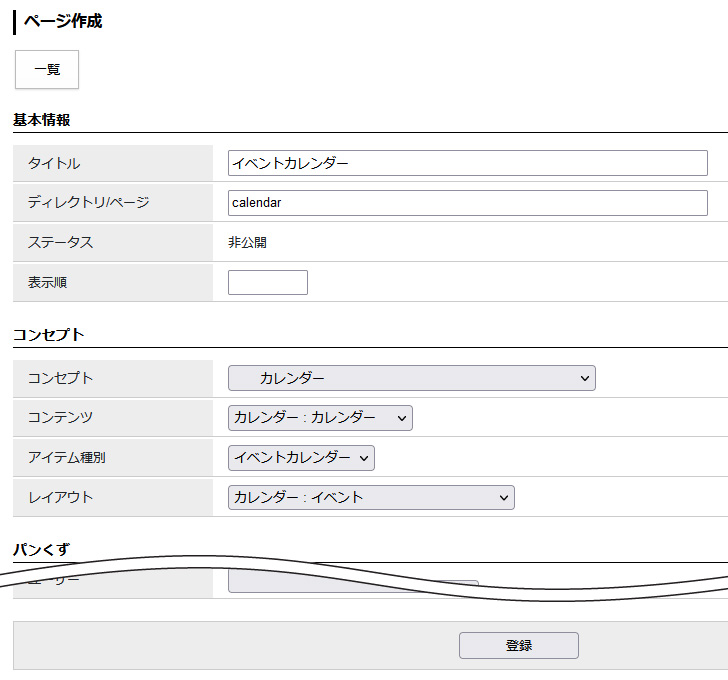 ページ作成
一覧
基本情報
タイトル イベントカレンダー
ディレクトリ/ページ calendar
ステータス 非公開
表示順
コンセプト
コンセプト カレンダー
コンテンツ カレンダー : カレンダー
アイテム種別 イベントカレンダー
レイアウト カレンダー : イベント
パンくず
登録